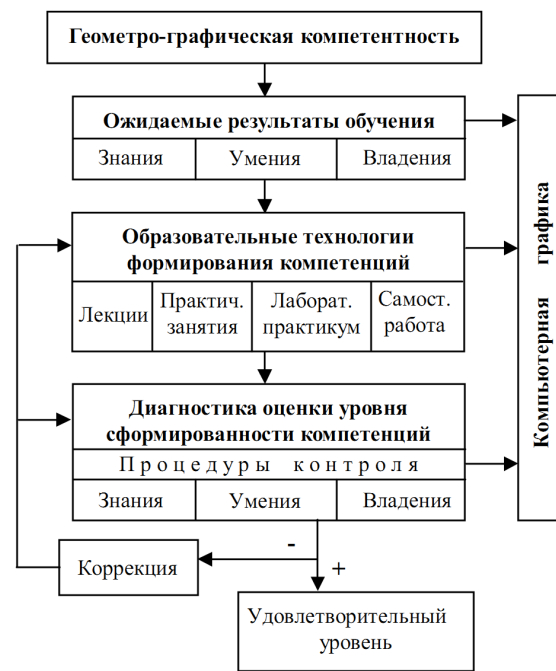 Геометро-графическая компетентность
Ожидаемые результаты обучения
Знания
Умения
Владения
Образовательные технологии
формирования компетенций
Лекции
Практич.
занятия
Лаборат.
практикум
Самост.
работа
Диагностика оценки уровня
сформированности компетенций
Процедуры контроля
Знания
Умения
Владения
Компьютерная графика
-
+
Коррекция
Удовлетворительный
уровень